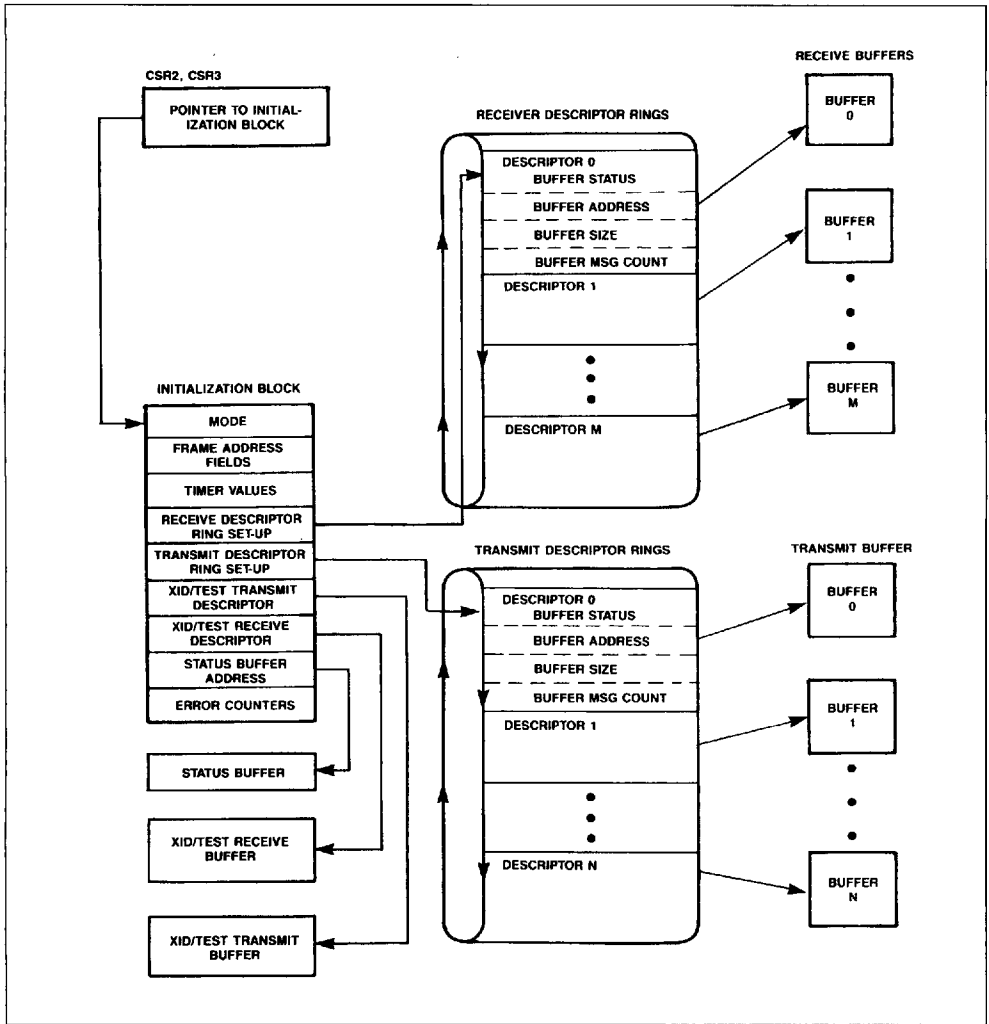 CSR2, CSR3
POINTER TO INITIAL-
IZATION BLOCK
INITIALIZATION BLOCK
MODE
FRAME ADDRESS
FIELDS
TIMER VALUES
RECEIVE DESCRIPTOR
RING SET-UP
TRANSMIT DESCRIPTOR
RING SET-UP
XID/TEST TRANSMIT
DESCRIPTOR
XID/TEST RECEIVE
DESCRIPTOR
STATUS BUFFER
ADDRESS
ERROR COUNTERS
STATUS BUFFER
XID/TEST RECEIVE
BUFFER
XID/TEST TRANSMIT
BUFFER
RECEIVER DESCRIPTOR RINGS
DESCRIPTOR 0
BUFFER STATUS
BUFFER ADDRESS
BUFFER SIZE
BUFFER MSG COUNT
DESCRIPTOR 1
DESCRIPTOR M
RECEIVE BUFFERS
BUFFER
0
BUFFER
1
BUFFER
M
TRANSMIT DESCRIPTOR RINGS
DESCRIPTOR 0
BUFFER STATUS
BUFFER ADDRESS
BUFFER SIZE
BUFFER MSG COUNT
DESCRIPTOR 1
DESCRIPTOR N
TRANSMIT BUFFER
BUFFER
0
BUFFER
1
BUFFER
N